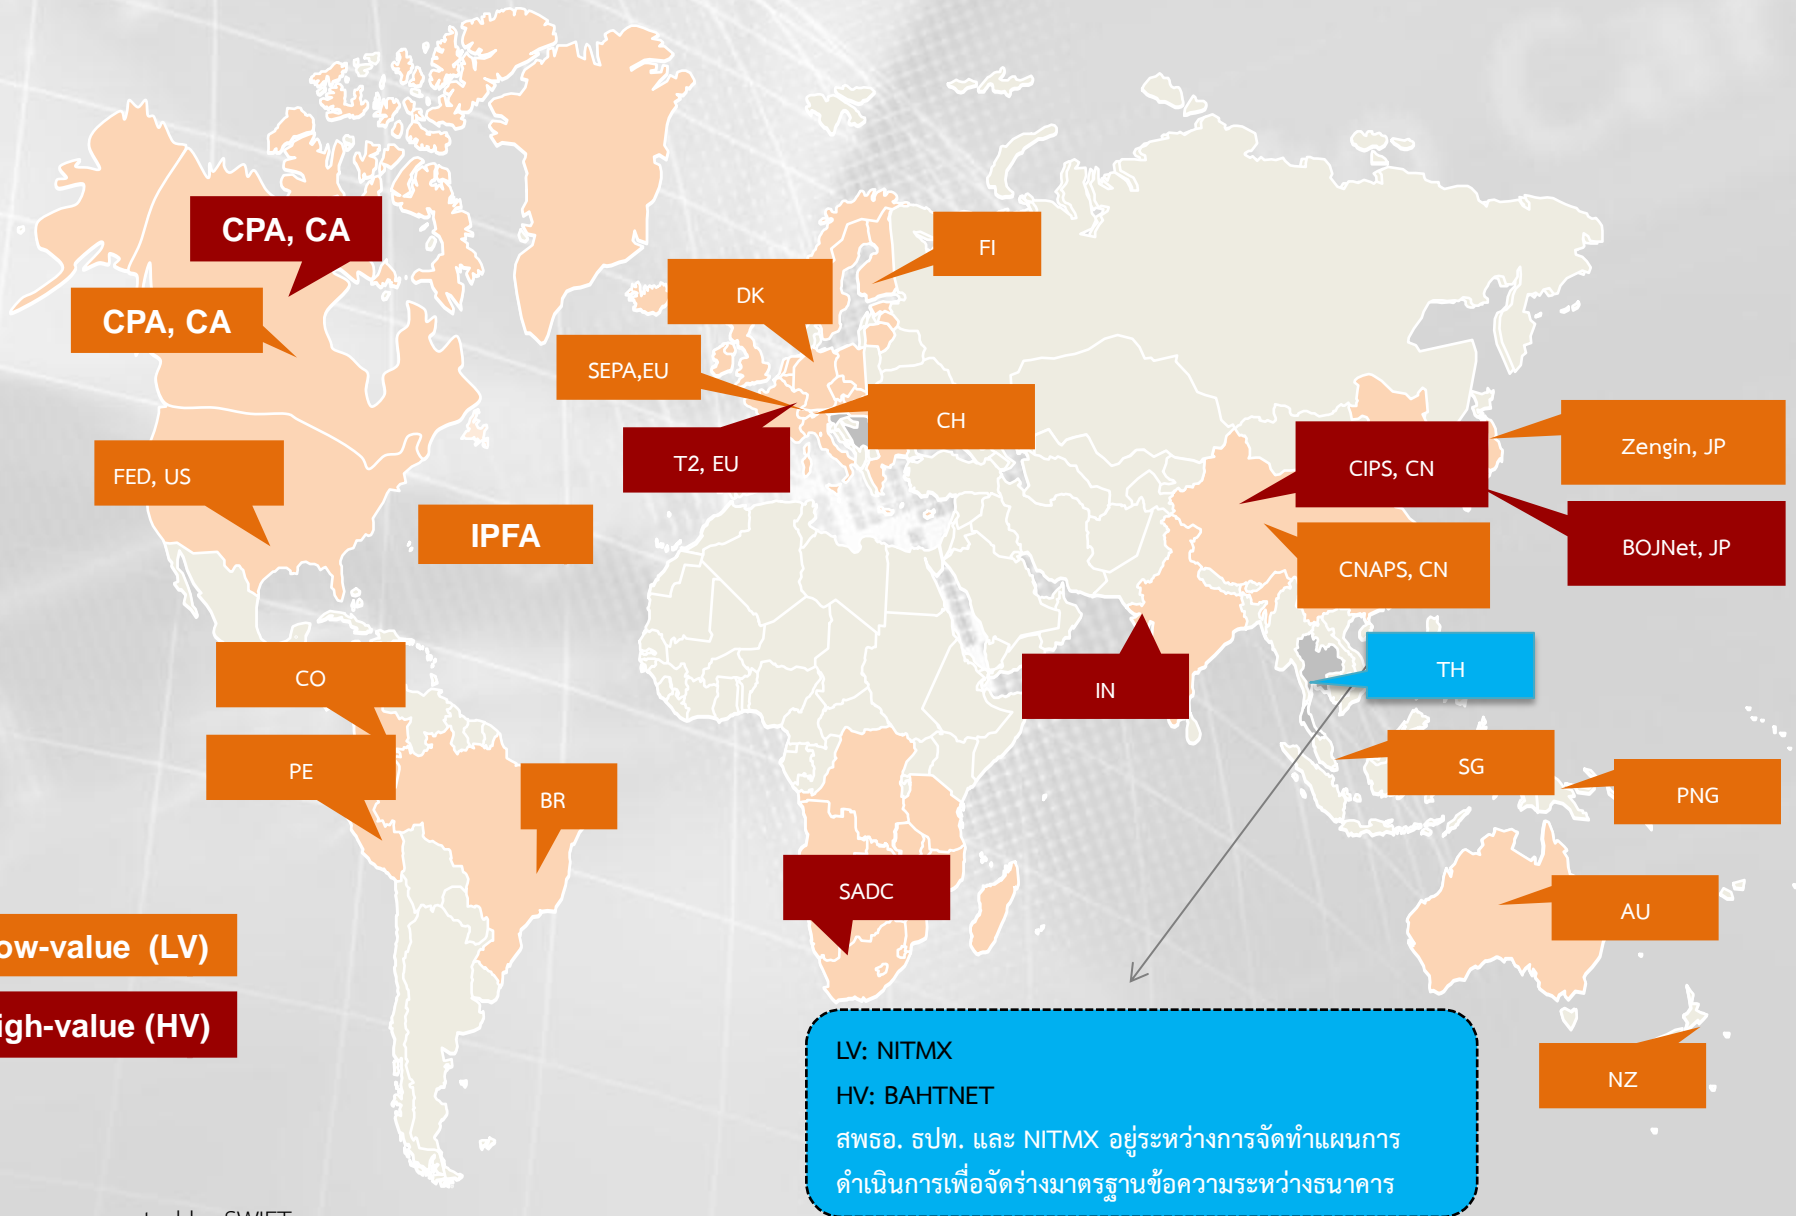 CPA, CA
FI
DK
CPA, CA
SEPA,EU
CH
Zengin, JP
T2, EU
CIPS, CN
FED, US
IPFA
BOJNet, JP
CNAPS, CN
TH
IN
CO
SG
PE
PNG
BR
SADC
AU
ow-value (LV)
igh-value (HV)
NZ
LV: NITMX
HV: BAHTNET
สพธอ. ธปท. และ NITMX อยู่ระหว่างการจัดทำแผนการ
ดำเนินการเพื่อจัดร่างมาตรฐานข้อความระหว่างธนาคาร
SWIFT